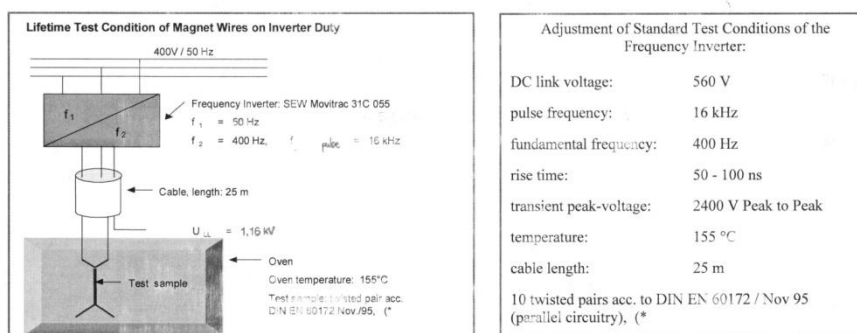 Lifetime Test Condition of Magnet Wires on Inverter Duty
400V / 50 Hz
f 1
f 2
Frequency Inverter: SEW Movitrac 31C 055
f 1 = 50 Hz
f 2 = 400 Hz, f pulse = 16 kHz
Cable, length: 25 m
U LL = 1,16 kV
Oven
Oven temperature: 155°C
Test sample
Test sample: twisted pair acc.
DIN EN 60172 Nov./95, (*
Adjustment of Standard Test Conditions of the
Frequency Inverter:
DC link voltage: 560 V
pulse frequency: 16 kHz
fundamental frequency: 400 Hz
rise time: 50 - 100 ns
transient peak-voltage: 2400 V Peak to Peak
temperature: 155 °C
cable length: 25 m
10 twisted pairs acc. to DIN EN 60172 / Nov 95
(parallel circuitry), (*